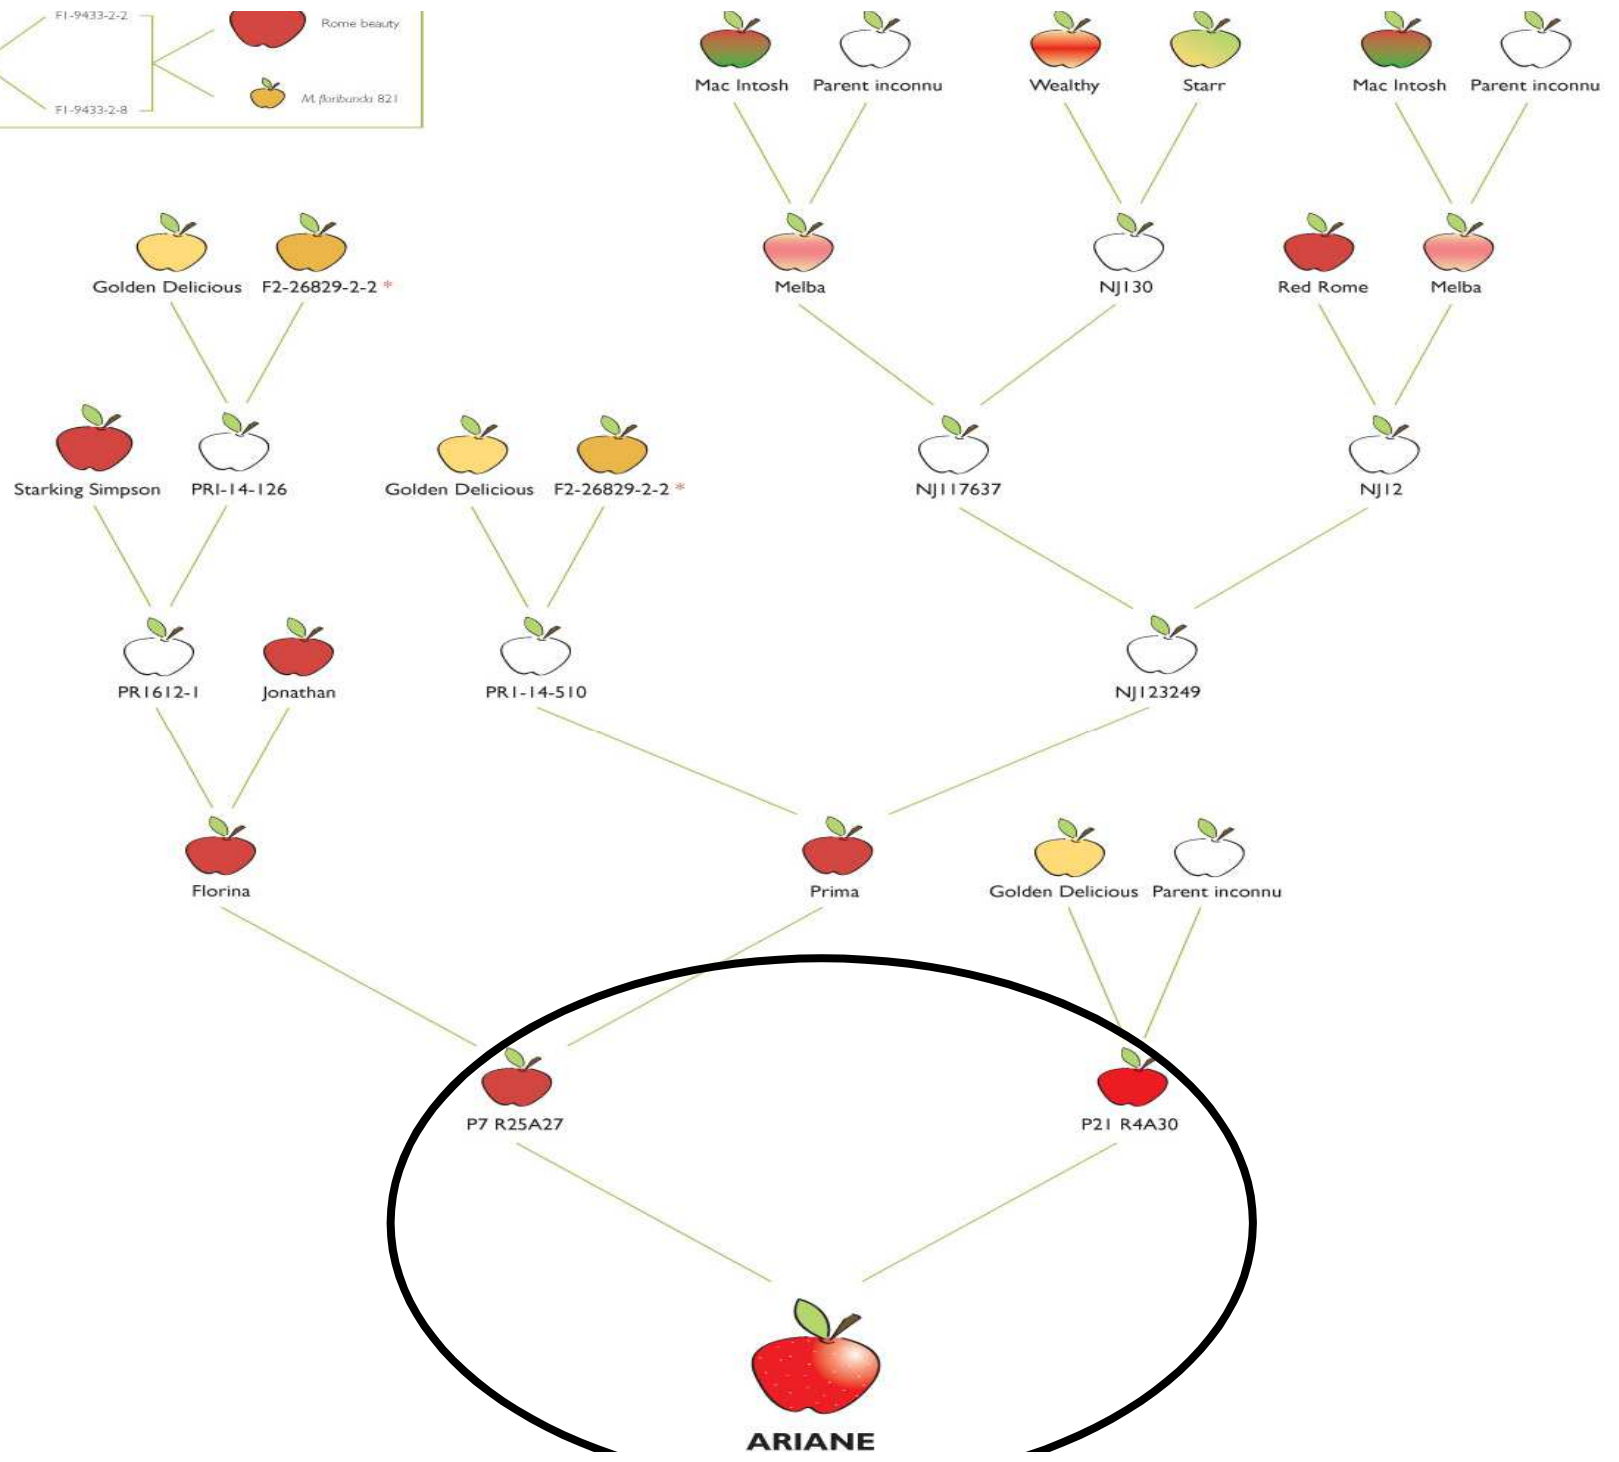 F1-9433-2-2
Rome beauty
M. floribunda 821
F1-9433-2-8
Mac Intosh Parent inconnu Wealthy Starr Mac Intosh Parent inconnu
Golden Delicious F2-26829-2-2 * Melba NJ130 Red Rome Melba
Starking Simpson PRI-14-126 Golden Delicious F2-26829-2-2 * NJ117637 NJ12
PR1612-1 Jonathan PR1-14-510 NJ123249
Florina Prima Golden Delicious Parent inconnu
P7 R25A27 P21 R4A30
ARIANE